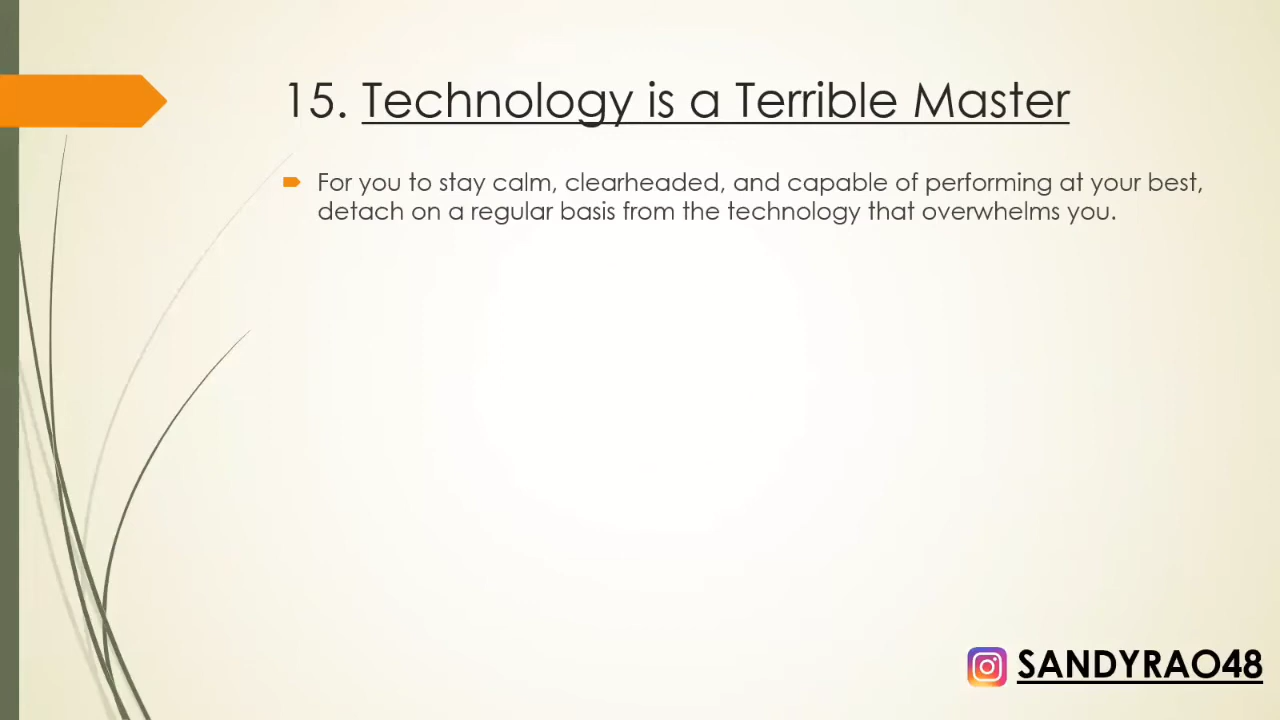 15. Technology is a Terrible Master
For you to stay calm, clearheaded, and capable of performing at your best,
detach on a regular basis from the technology that overwhelms you.
SANDYRAO48